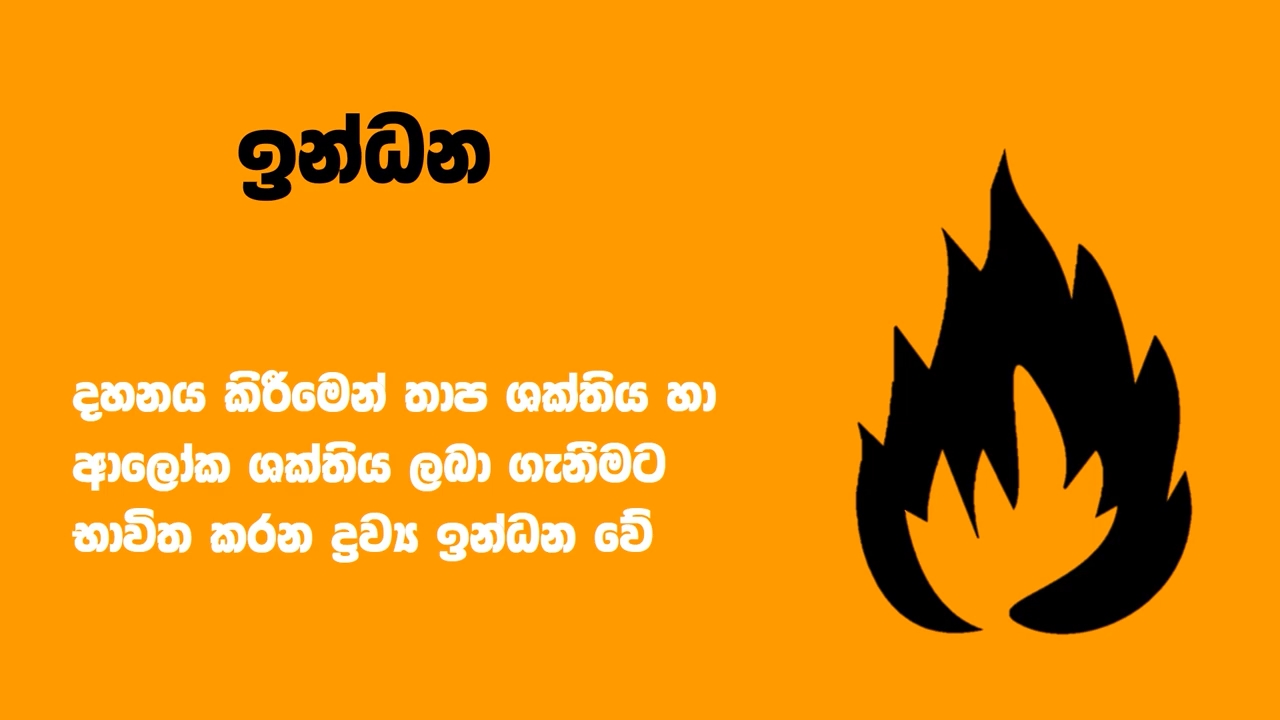 ඉන්ධන
දහනය කිරීමෙන් තාප ශක්තිය හා
ආලෝක ශක්තිය ලබා ගැනීමට
භාවිත කරන ද්‍රව්‍ය ඉන්ධන වේ